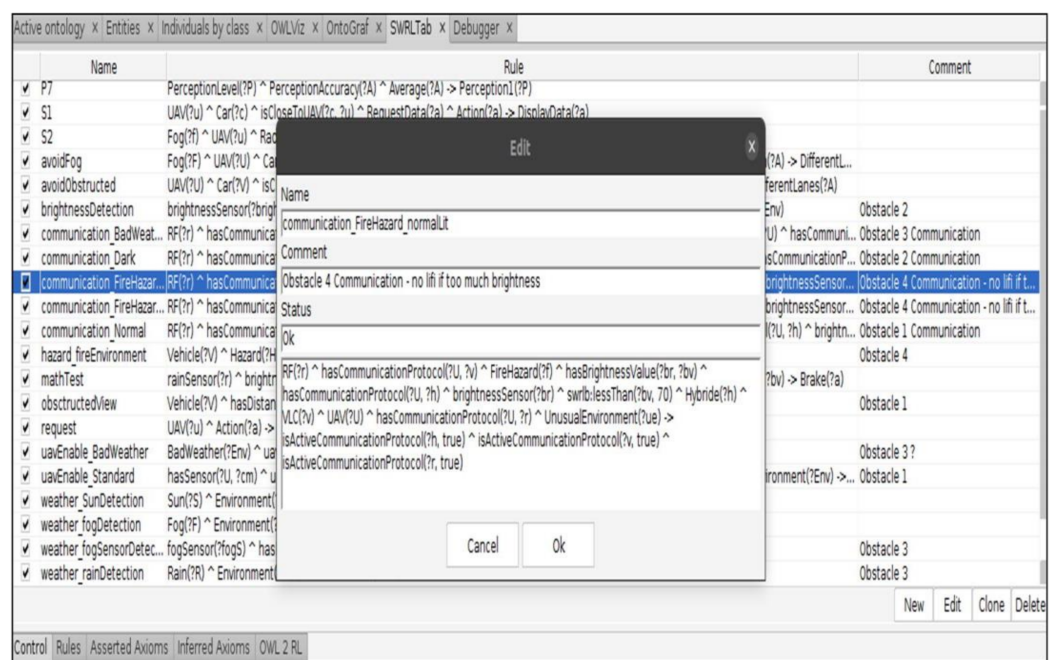 Active ontology × Entities × Individuals by class × OWLViz × OntoGraf × SWRLTab × Debugger ×
Name Rule Comment
P7 PerceptionLevel(?P) ^ PerceptionAccuracy(?A) ^ Average(?A) -> Perception1(?P)
S1 UAV(?u) ^ Car(?c) ^ isCloseToUAV(?c, ?u) ^ RequestData(?a) ^ Action(?a) -> DisplayData(?a)
S2 Fog(?f) ^ UAV(?u) ^ Rad
avoidFog Fog(?F) ^ UAV(?U) ^ Ca (?A) -> DifferentL...
avoidObstructed UAV(?U) ^ Car(?V) ^ isC ferentLanes(?A)
brightnessDetection brightnessSensor(?brigh Env) Obstacle 2
communication_BadWeat... RF(?r) ^ hasCommunica U) ^ hasCommuni... Obstacle 3 Communication
communication_Dark RF(?r) ^ hasCommunica sCommunicationP... Obstacle 2 Communication
communication_FireHazar... RF(?r) ^ hasCommunica brightnessSensor... Obstacle 4 Communication - no lifi if t...
communication_FireHazar... RF(?r) ^ hasCommunica brightnessSensor... Obstacle 4 Communication - no lifi if t...
communication_Normal RF(?r) ^ hasCommunica (?U, ?h) ^ brightn... Obstacle 1 Communication
hazard_fireEnvironment Vehicle(?V) ^ Hazard(?H Obstacle 4
mathTest rainSensor(?r) ^ brightn ?bv) -> Brake(?a)
obsctructedView Vehicle(?V) ^ hasDistan Obstacle 1
request UAV(?u) ^ Action(?a) ->
uavEnable_BadWeather BadWeather(?Env) ^ ua Obstacle 3 ?
uavEnable_Standard hasSensor(?U, ?cm) ^ u ironment(?Env) ->... Obstacle 1
weather_SunDetection Sun(?S) ^ Environment(
weather_fogDetection Fog(?F) ^ Environment(?
weather_fogSensorDetec... fogSensor(?fogS) ^ has Obstacle 3
weather_rainDetection Rain(?R) ^ Environment( Obstacle 3
Edit X
Name
communication_FireHazard_normalLit
Comment
Obstacle 4 Communication - no lifi if too much brightness
Status
Ok
RF(?r) ^ hasCommunicationProtocol(?U, ?v) ^ FireHazard(?f) ^ hasBrightnessValue(?br, ?bv) ^
hasCommunicationProtocol(?U, ?h) ^ brightnessSensor(?br) ^ swrlb:lessThan(?bv, 70) ^ Hybride(?h) ^
VLC(?v) ^ UAV(?U) ^ hasCommunicationProtocol(?U, ?r) ^ UnusualEnvironment(?ue) ->
isActiveCommunicationProtocol(?h, true) ^ isActiveCommunicationProtocol(?v, true) ^
isActiveCommunicationProtocol(?r, true)
Cancel Ok
New Edit Clone Delete
Control Rules Asserted Axioms Inferred Axioms OWL 2 RL